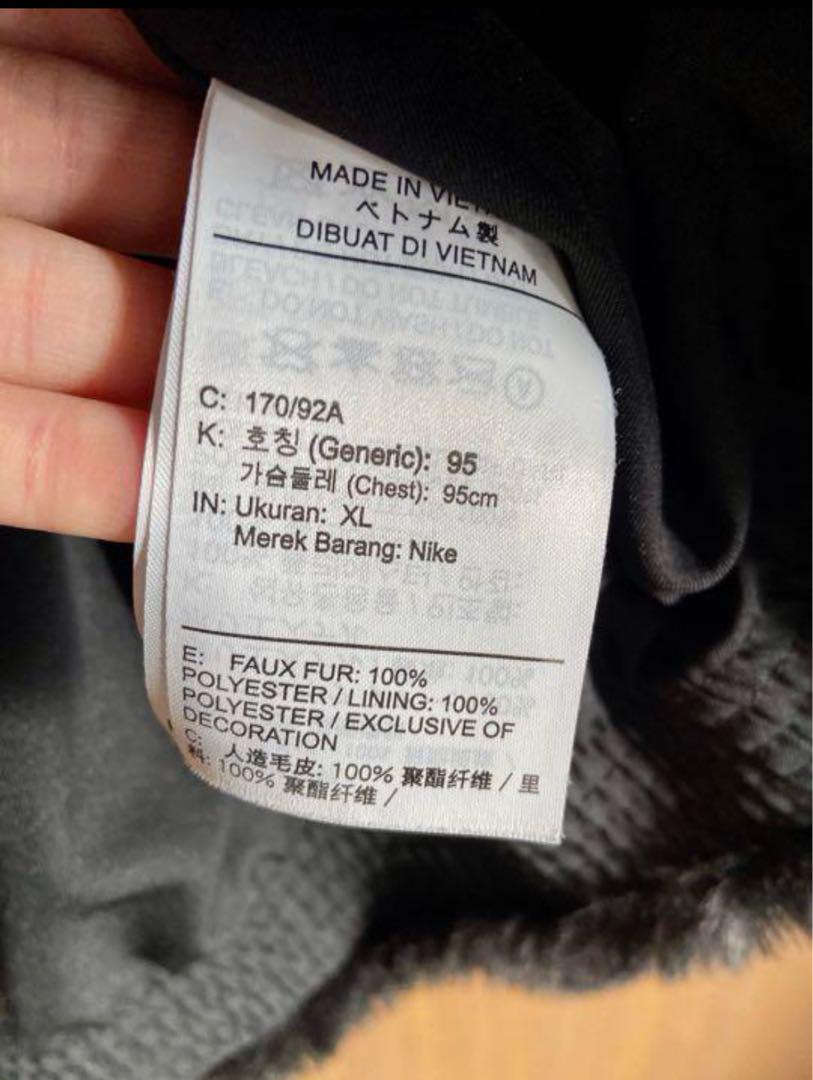 MADE IN
ベトナム製
DIBUAT DI VIETNAM
C: 170/92A
K: 호칭 (Generic): 95
가슴둘레 (Chest): 95cm
IN: Ukuran: XL
Merek Barang: Nike
E: FAUX FUR: 100%
POLYESTER / LINING: 100%
POLYESTER / EXCLUSIVE OF
DECORATION
C: 人造毛皮: 100% 聚酯纤维 / 里
料: 100% 聚酯纤维 /